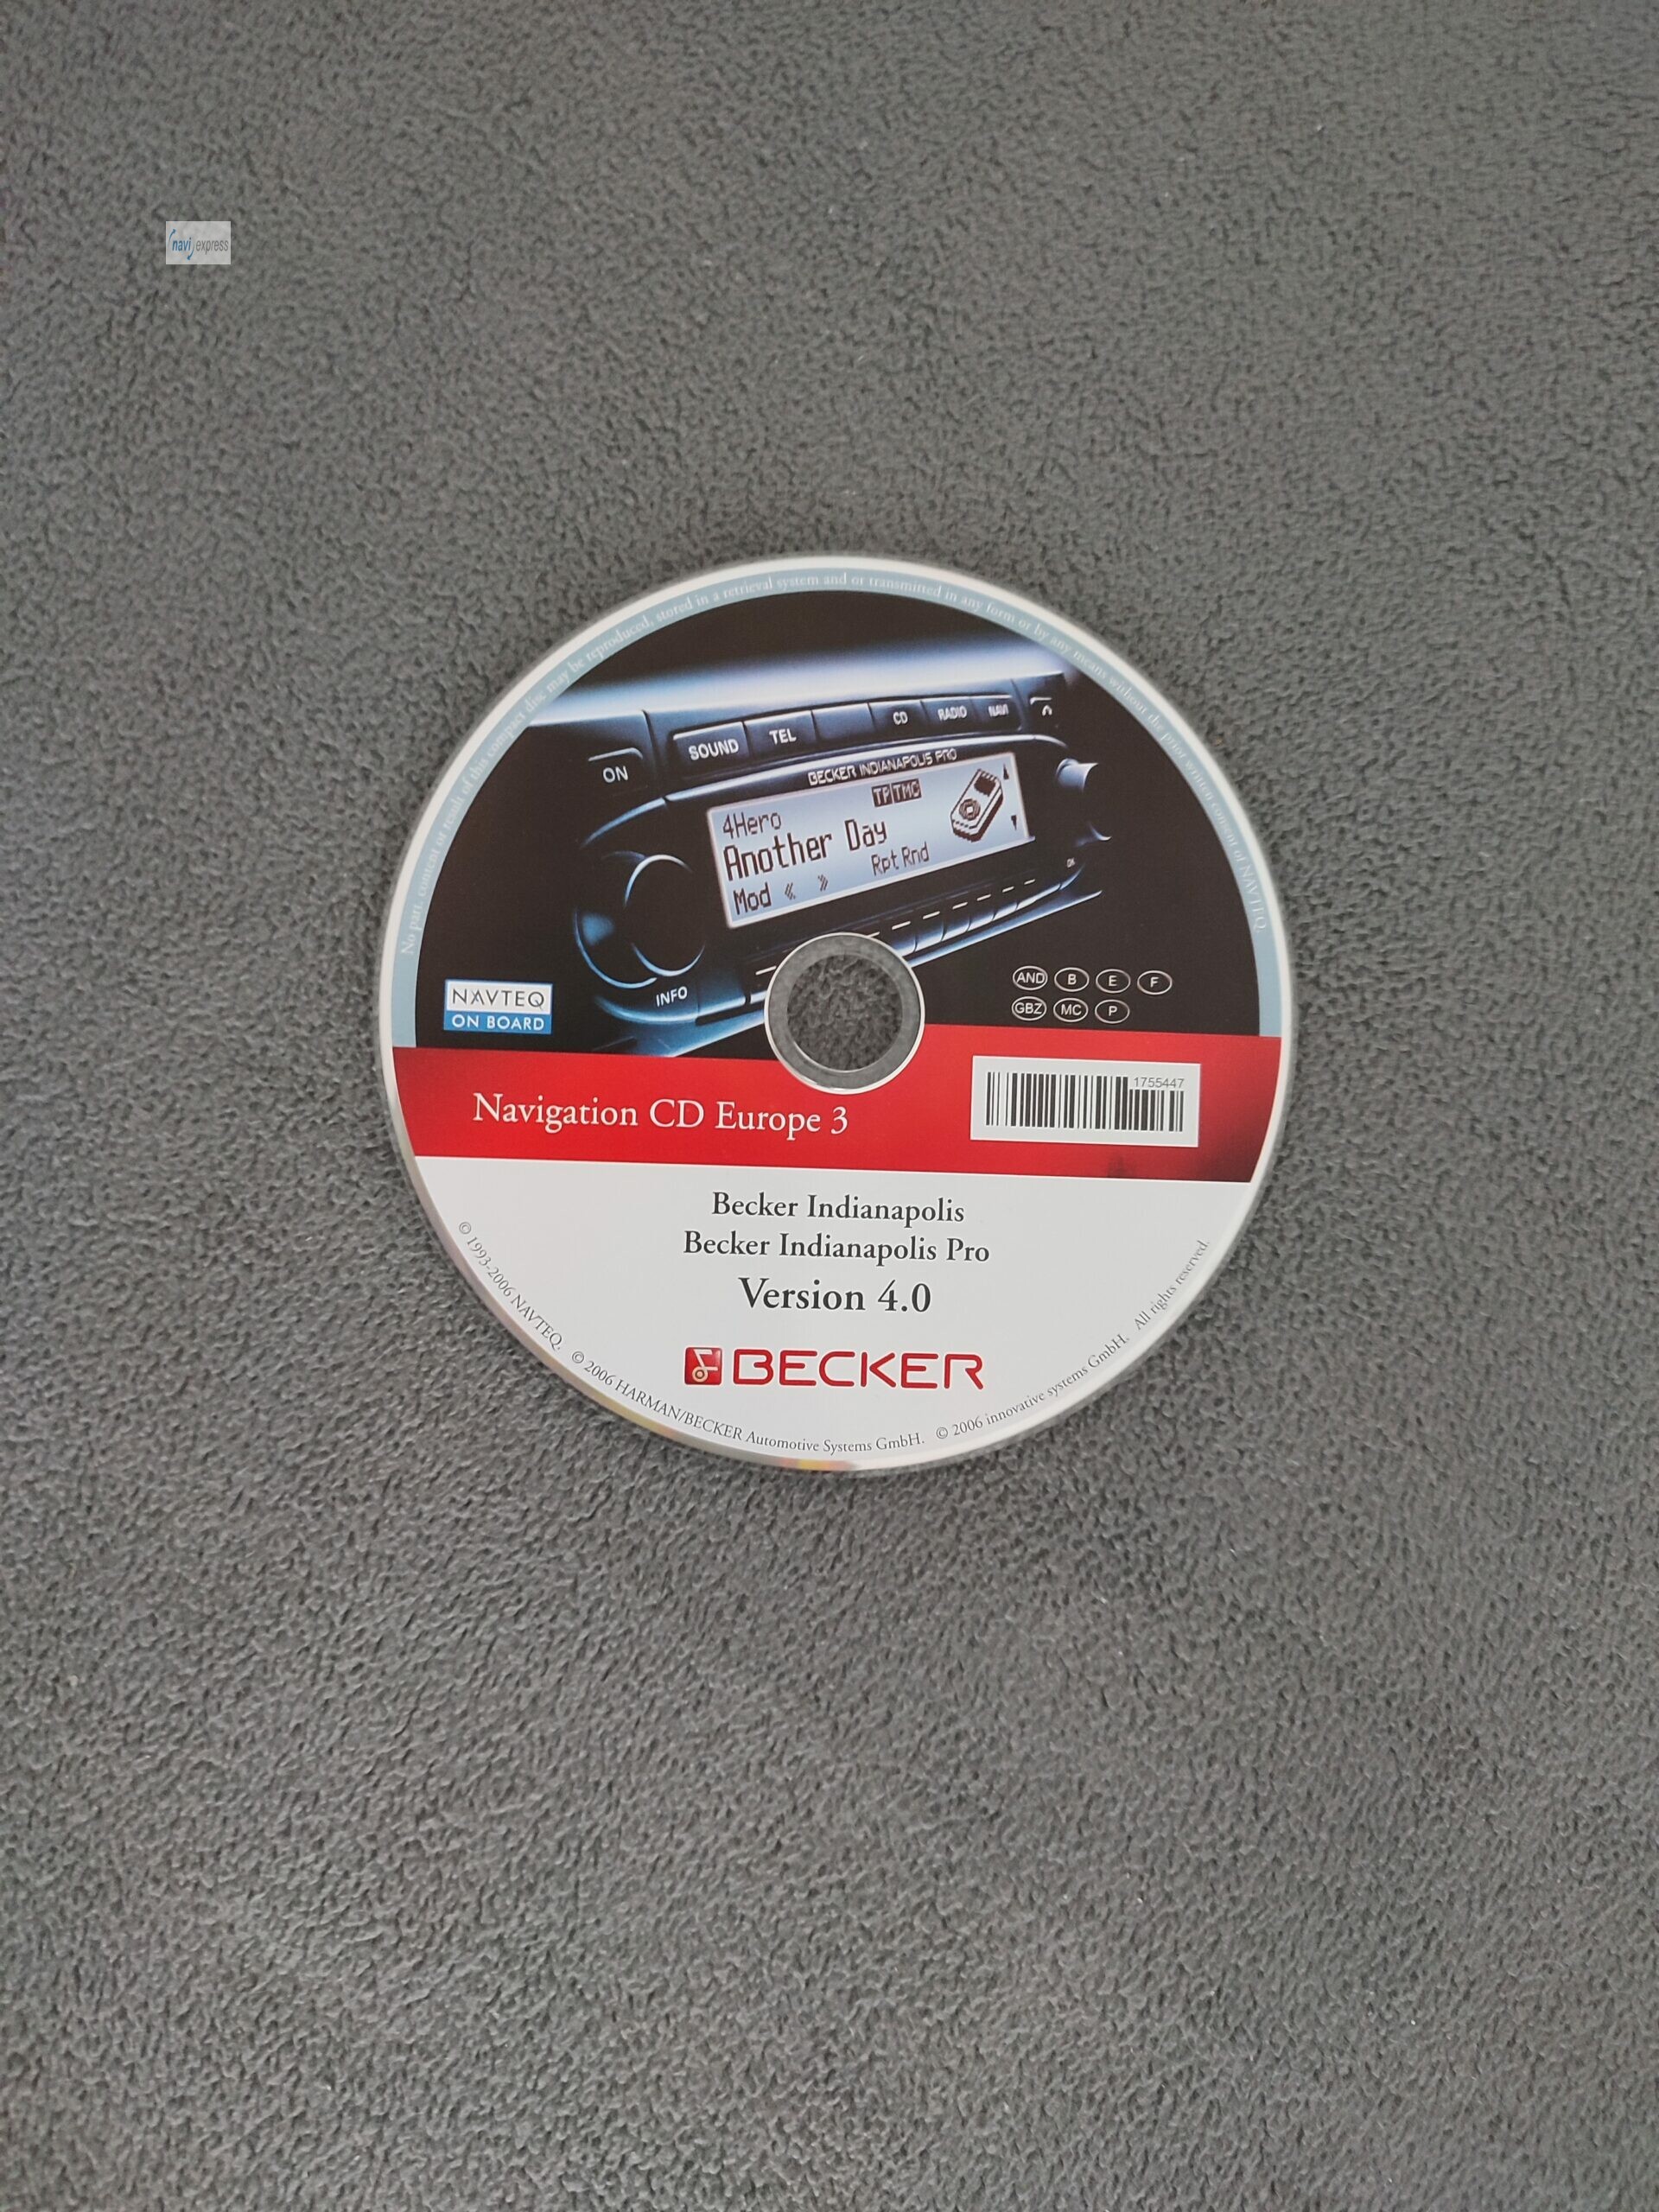 navi express
No part, content or result of this compact disc may be reproduced, stored in a retrieval system and or transmitted in any form or by any means without the prior written consent of NAVTEQ.
ON
SOUND
TEL
CD
RADIO
NAVI
BECKER INDIANAPOLIS PRO
TP TMC
4Hero
Another Day
Mod « » Rpt Rnd
OK
INFO
NAVTEQ
ON BOARD
AND B E F
GBZ MC P
Navigation CD Europe 3
1755447
Becker Indianapolis
Becker Indianapolis Pro
Version 4.0
BECKER
© 1993-2006 NAVTEQ. © 2006 HARMAN/BECKER Automotive Systems GmbH. © 2006 innovative systems GmbH. All rights reserved.